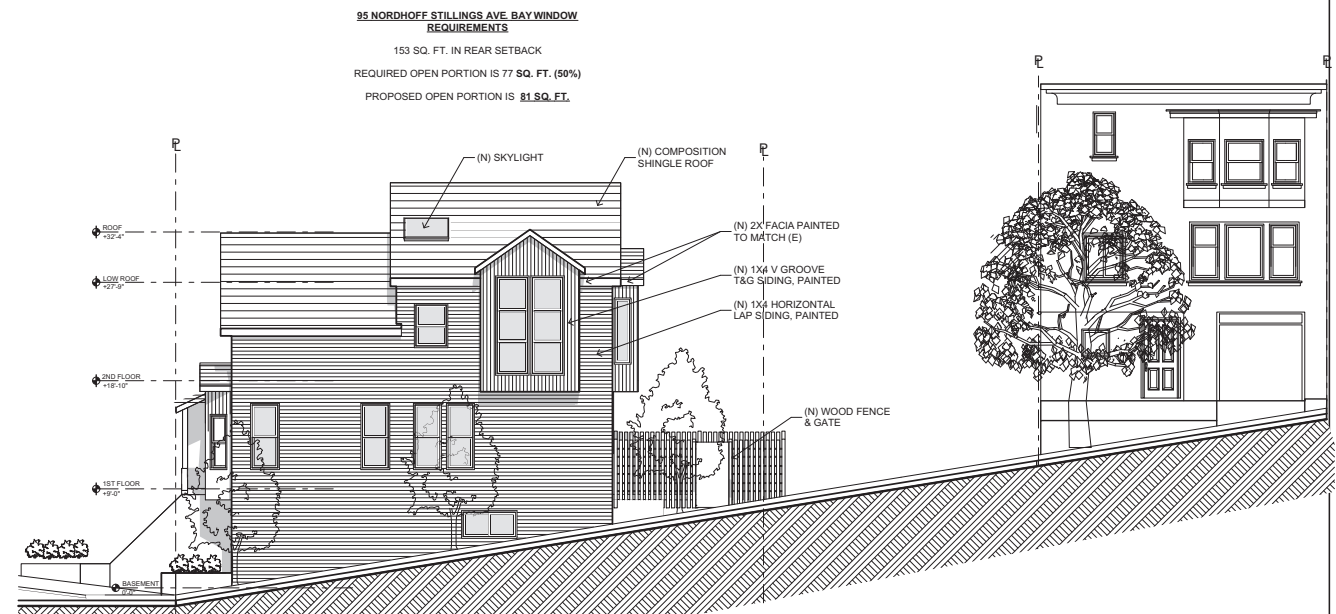 95 NORDHOFF STILLINGS AVE. BAY WINDOW
REQUIREMENTS
153 SQ. FT. IN REAR SETBACK
REQUIRED OPEN PORTION IS 77 SQ. FT. (50%)
PROPOSED OPEN PORTION IS 81 SQ. FT.
PL
PL
PL
PL
(N) SKYLIGHT
(N) COMPOSITION
SHINGLE ROOF
ROOF
+32'-4"
(N) 2X FACIA PAINTED
TO MATCH (E)
LOW ROOF
+27'-9"
(N) 1X4 V GROOVE
T&G SIDING, PAINTED
(N) 1X4 HORIZONTAL
LAP SIDING, PAINTED
2ND FLOOR
+18'-10"
(N) WOOD FENCE
& GATE
1ST FLOOR
+9'-0"
BASEMENT
0'-0"